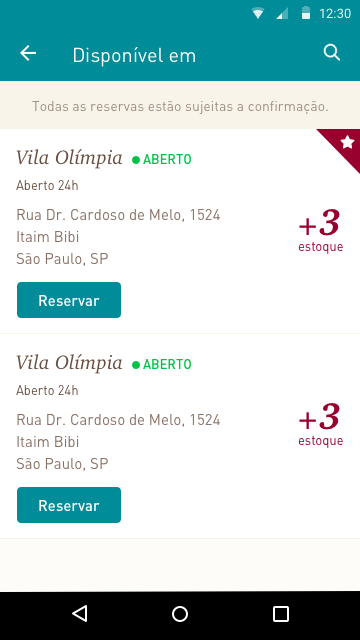 12:30
Disponível em
Todas as reservas estão sujeitas a confirmação.
Vila Olímpia ABERTO
Aberto 24h
Rua Dr. Cardoso de Melo, 1524
Itaim Bibi
São Paulo, SP
+3
estoque
Reservar
Vila Olímpia ABERTO
Aberto 24h
Rua Dr. Cardoso de Melo, 1524
Itaim Bibi
São Paulo, SP
+3
estoque
Reservar